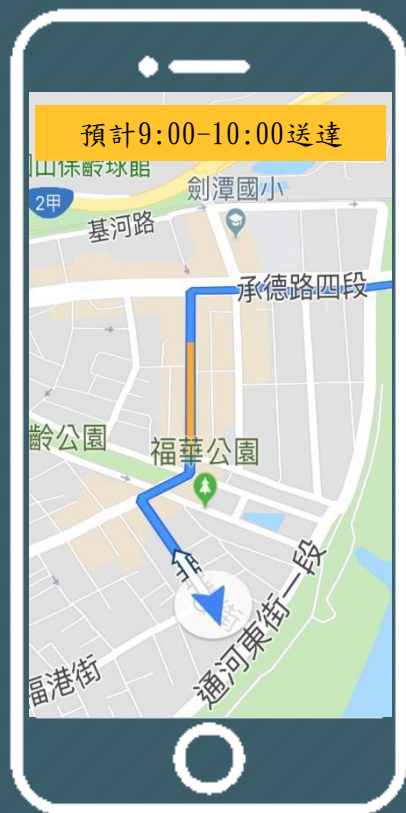 預計9:00-10:00送達
山保齡球館
劍潭國小
2甲
基河路
承德路四段
齡公園
福華公園
通河東街一段
福港街